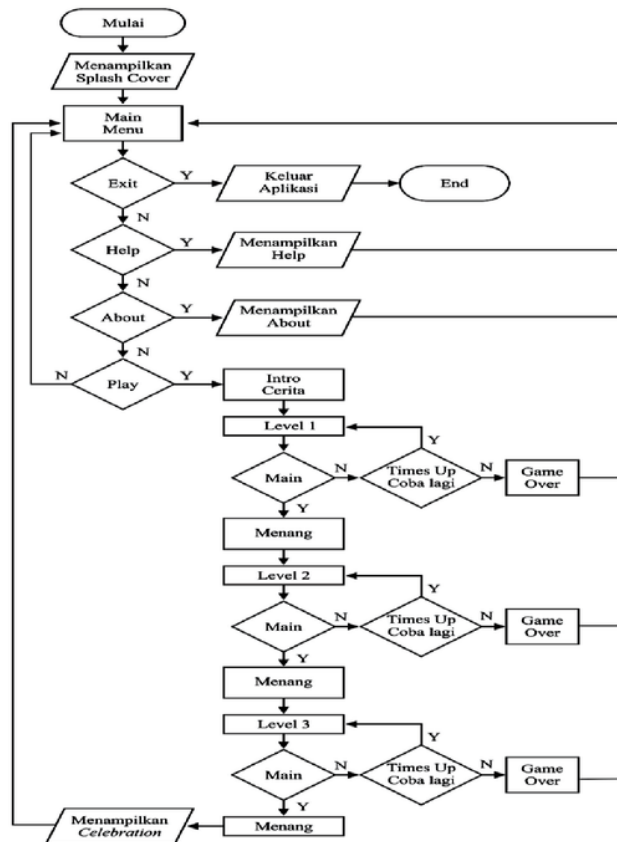 Mulai
Menampilkan
Splash Cover
Main
Menu
Exit
Y
Keluar
Aplikasi
End
N
Help
Y
Menampilkan
Help
N
About
Y
Menampilkan
About
N
N
Play
Y
Intro
Cerita
Level 1
Y
Main
N
Times Up
Coba lagi
N
Game
Over
Y
Menang
Level 2
Y
Main
N
Times Up
Coba lagi
N
Game
Over
Y
Menang
Level 3
Y
Main
N
Times Up
Coba lagi
N
Game
Over
Y
Menang
Menampilkan
Celebration